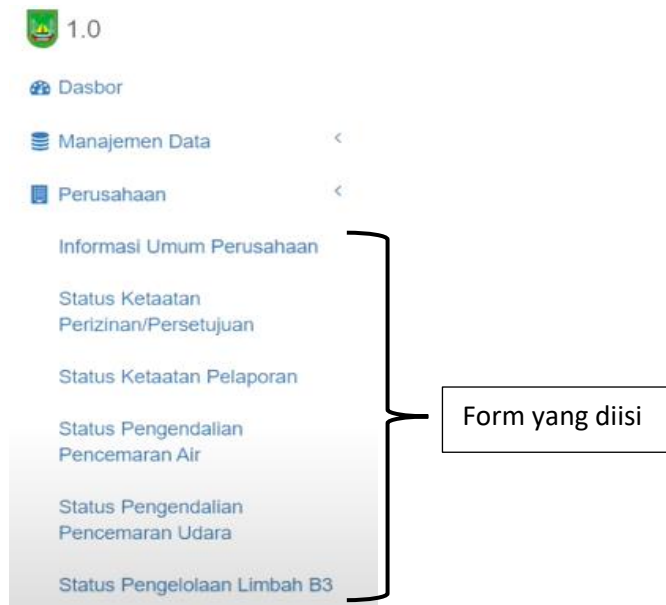 1.0
Dasbor
Manajemen Data
Perusahaan
Informasi Umum Perusahaan
Status Ketaatan
Perizinan/Persetujuan
Status Ketaatan Pelaporan
Status Pengendalian
Pencemaran Air
Status Pengendalian
Pencemaran Udara
Status Pengelolaan Limbah B3
Form yang diisi